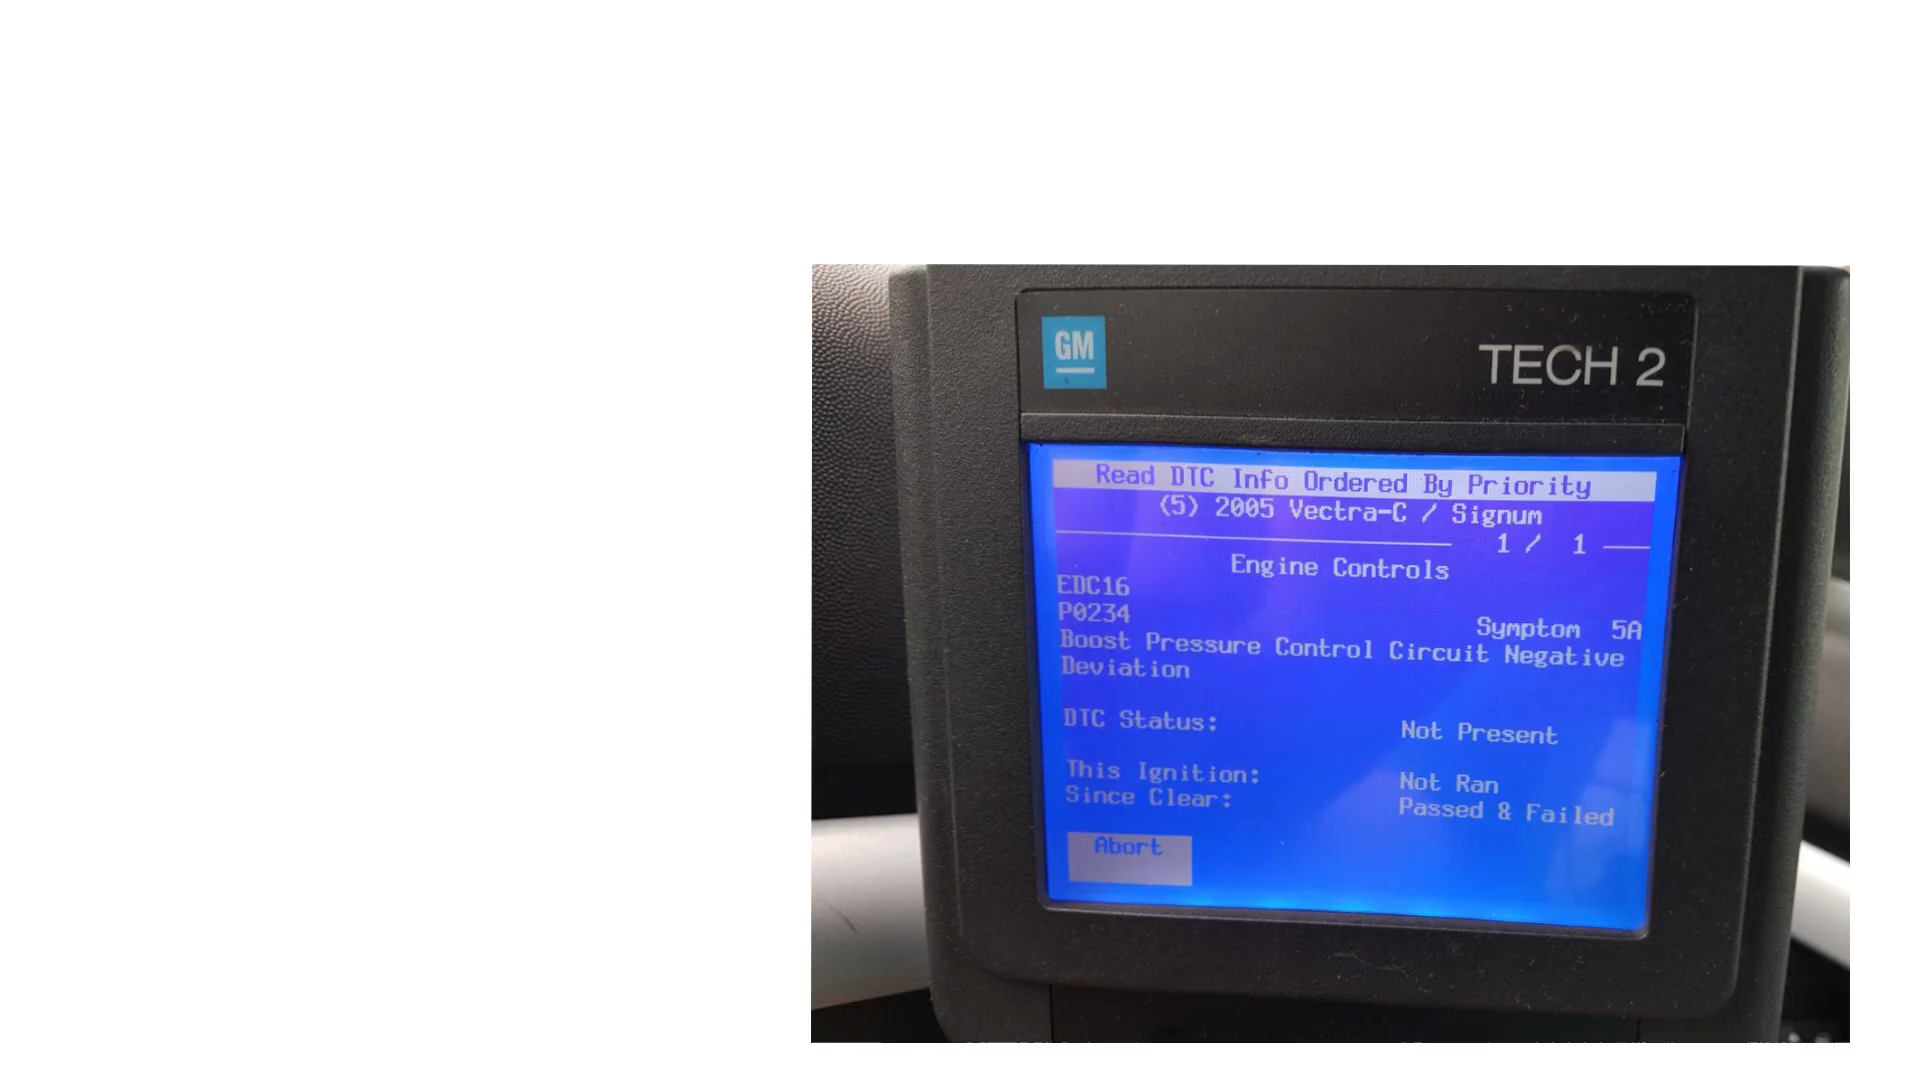 GM
TECH 2
Read DTC Info Ordered By Priority
(5) 2005 Vectra-C / Signum
1 / 1
Engine Controls
EDC16
P0234
Symptom 5A
Boost Pressure Control Circuit Negative
Deviation
DTC Status: Not Present
This Ignition: Not Ran
Since Clear: Passed & Failed
Abort